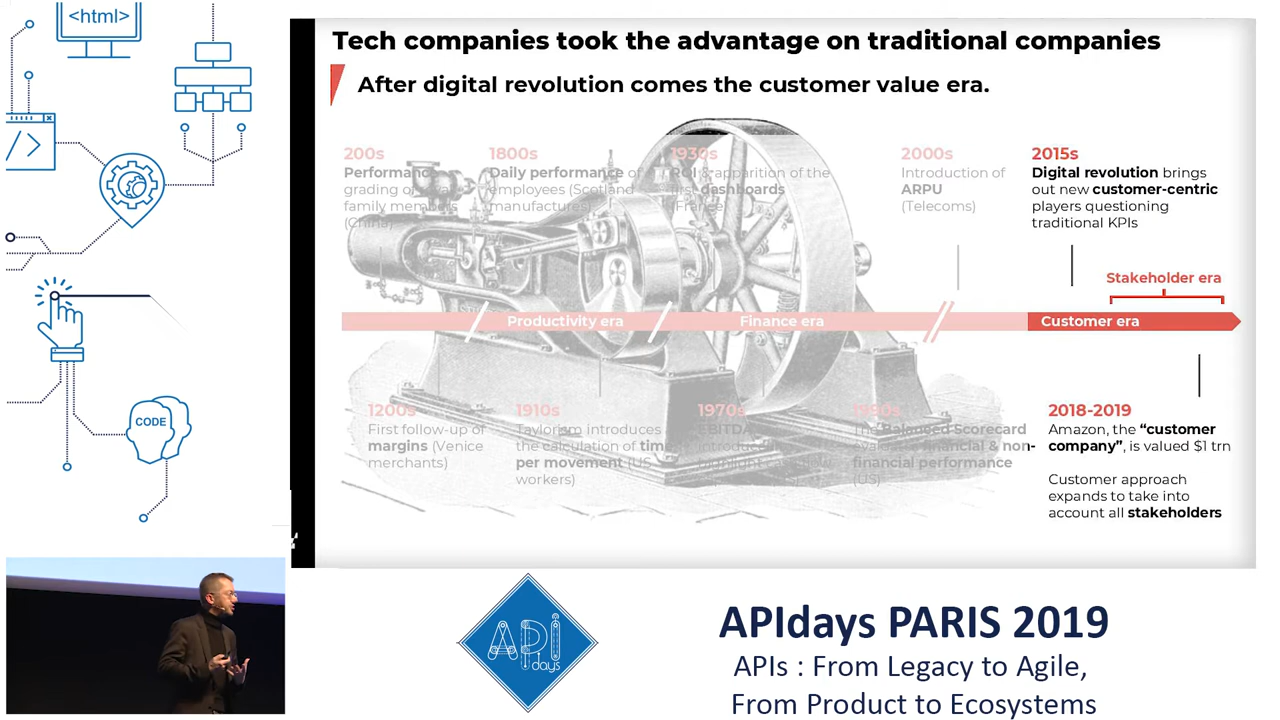 <html>
Tech companies took the advantage on traditional companies
After digital revolution comes the customer value era.
200s
Performance
grading of royal
family members
(China)
1800s
Daily performance of
employees (Scotland
manufactures)
1930s
ROI & apparition of the
first dashboards
(France)
2000s
Introduction of
ARPU
(Telecoms)
2015s
Digital revolution brings
out new customer-centric
players questioning
traditional KPIs
Stakeholder era
Productivity era
Finance era
Customer era
1200s
First follow-up of
margins (Venice
merchants)
1910s
Taylorism introduces
the calculation of time
per movement (US
workers)
1970s
EBITDA
1990s
The Balanced Scorecard
evaluates financial & non-
financial performance
(US)
2018-2019
Amazon, the “customer
company”, is valued $1 trn
Customer approach
expands to take into
account all stakeholders
CODE
API
days
APIdays PARIS 2019
APIs : From Legacy to Agile,
From Product to Ecosystems